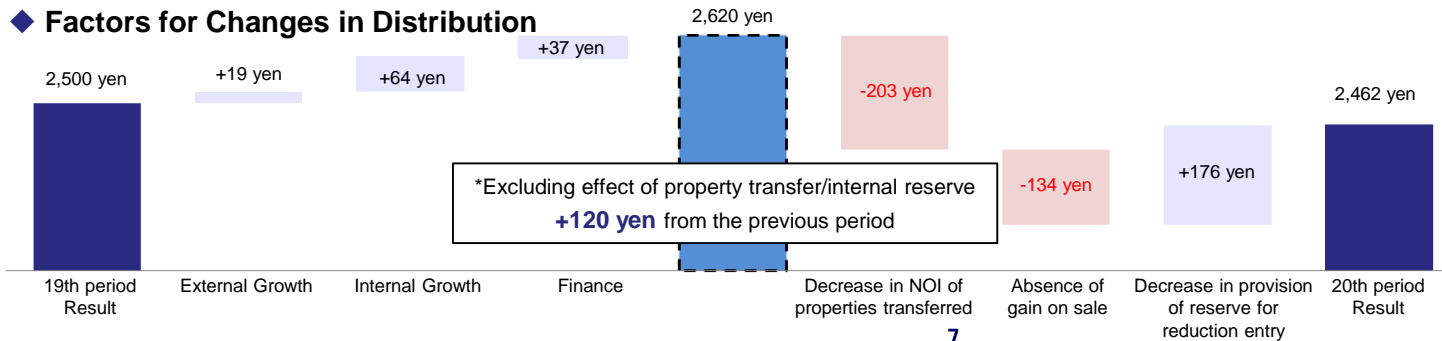 ◆ Factors for Changes in Distribution
2,500 yen
+19 yen
+64 yen
+37 yen
2,620 yen
-203 yen
-134 yen
+176 yen
2,462 yen
*Excluding effect of property transfer/internal reserve
+120 yen from the previous period
19th period
Result
External Growth
Internal Growth
Finance
Decrease in NOI of
properties transferred
Absence of
gain on sale
Decrease in provision
of reserve for
reduction entry
20th period
Result
7